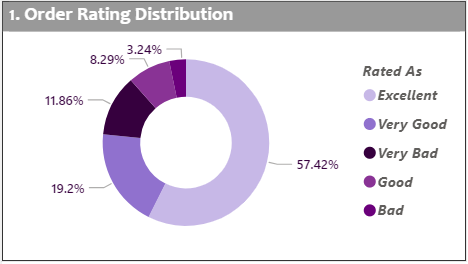 1. Order Rating Distribution
3.24%
8.29%
11.86%
19.2%
57.42%
Rated As
Excellent
Very Good
Very Bad
Good
Bad